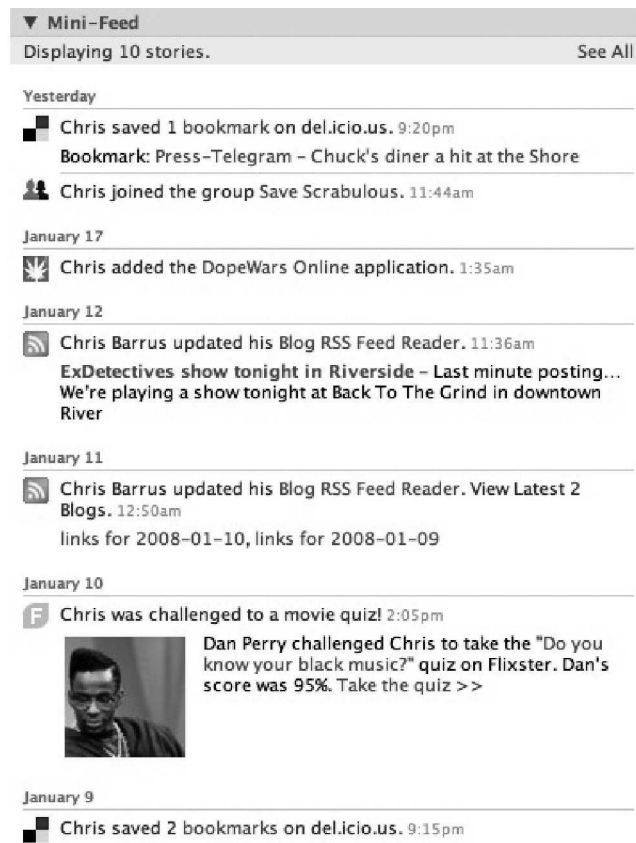 ▼ Mini-Feed
Displaying 10 stories. See All
Yesterday
Chris saved 1 bookmark on del.icio.us. 9:20pm
Bookmark: Press-Telegram - Chuck's diner a hit at the Shore
Chris joined the group Save Scrabulous. 11:44am
January 17
Chris added the DopeWars Online application. 1:35am
January 12
Chris Barrus updated his Blog RSS Feed Reader. 11:36am
ExDetectives show tonight in Riverside - Last minute posting...
We're playing a show tonight at Back To The Grind in downtown
River
January 11
Chris Barrus updated his Blog RSS Feed Reader. View Latest 2
Blogs. 12:50am
links for 2008-01-10, links for 2008-01-09
January 10
F Chris was challenged to a movie quiz! 2:05pm
Dan Perry challenged Chris to take the "Do you
know your black music?" quiz on Flixster. Dan's
score was 95%. Take the quiz >>
January 9
Chris saved 2 bookmarks on del.icio.us. 9:15pm